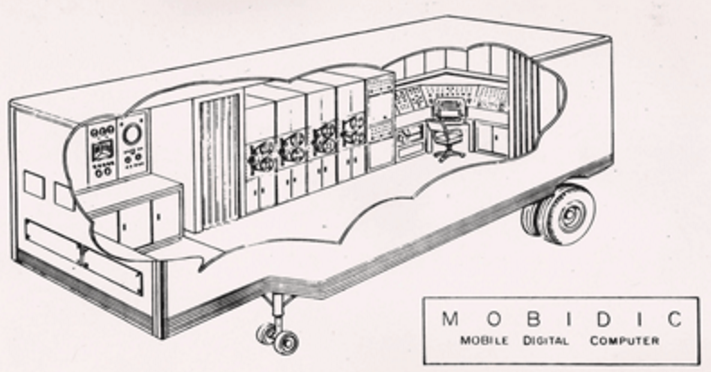 M O B I D I C
MOBILE DIGITAL COMPUTER